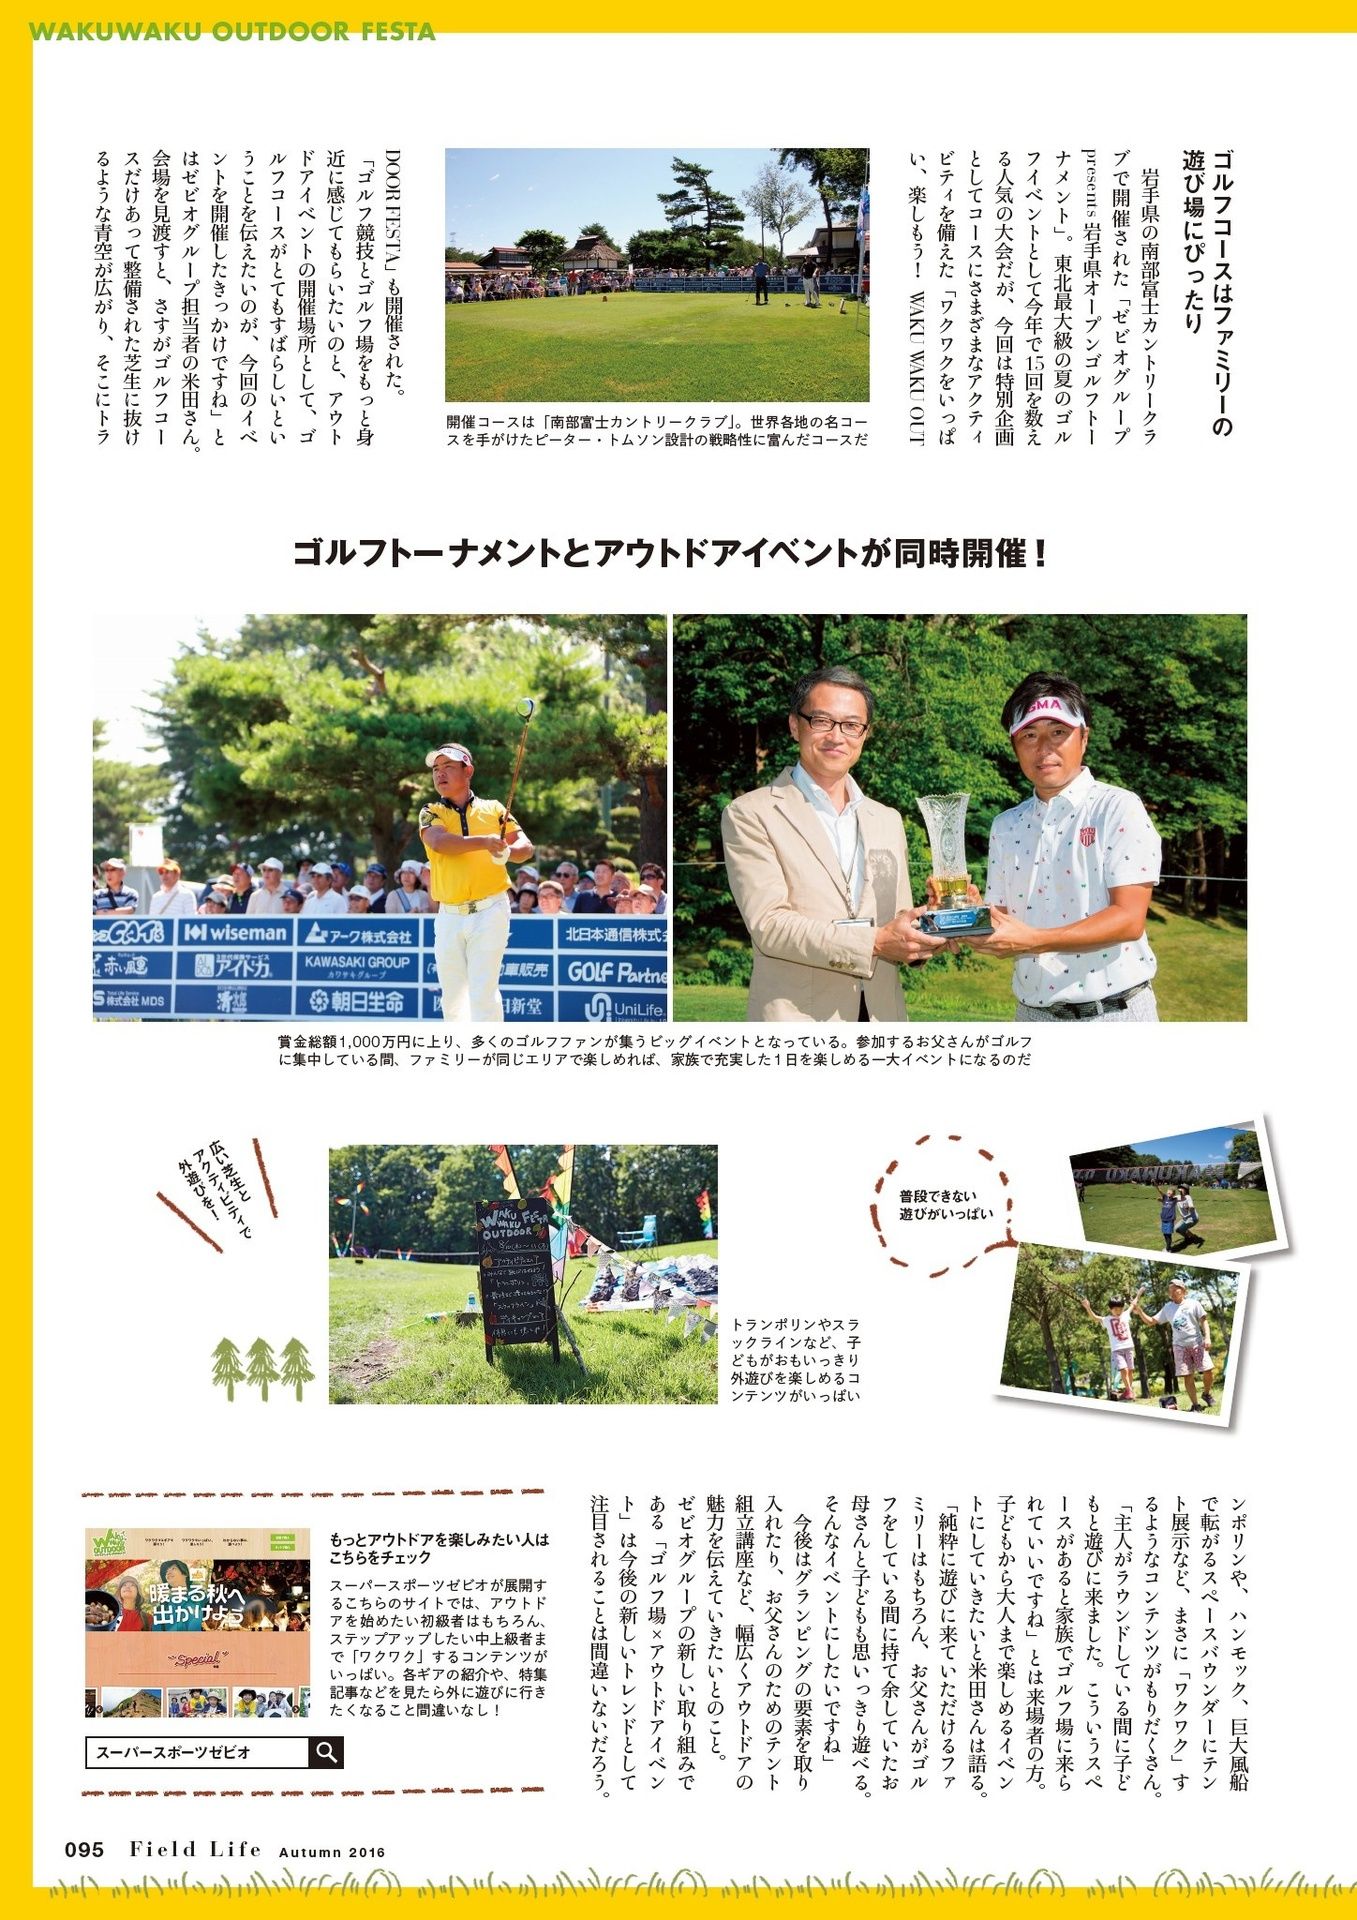 WAKUWAKU OUTDOOR FESTA
ゴルフコースはファミリーの
遊び場にぴったり
岩手県の南部富士カントリークラ
ブで開催された「ゼビオグループ
presents 岩手県オープンゴルフトー
ナメント」。東北最大級の夏のゴル
フイベントとして今年で15回を数え
る人気の大会だが、今回は特別企画
としてコースにさまざまなアクティ
ビティを備えた「ワクワクをいっぱ
い、楽しもう! WAKU WAKU OUT
DOOR FESTA」も開催された。
「ゴルフ競技とゴルフ場をもっと身
近に感じてもらいたいのと、アウト
ドアイベントの開催場所として、ゴ
ルフコースがとてもすばらしいとい
うことを伝えたいのが、今回のイベ
ントを開催したきっかけですね」と
はゼビオグループ担当者の米田さん。
会場を見渡すと、さすがゴルフコー
スだけあって整備された芝生に抜け
るような青空が広がり、そこにトラ
開催コースは「南部富士カントリークラブ」。世界各地の名コー
スを手がけたピーター・トムソン設計の戦略性に富んだコースだ
ゴルフトーナメントとアウトドアイベントが同時開催!
CAT's
wiseman
アーク株式会社
北日本通信株式
赤い風車
アイドカ
KAWASAKI GROUP
カワサキグループ
車販売
GOLF Partne
株式会社 MDS
清次郎
朝日生命
新堂
UniLife
GMA
賞金総額1,000万円に上り、多くのゴルフファンが集うビッグイベントとなっている。参加するお父さんがゴルフ
に集中している間、ファミリーが同じエリアで楽しめれば、家族で充実した1日を楽しめる一大イベントになるのだ
広い芝生と
アクティビティで
外遊びを!
WAKU FESTA
WAKU
OUTDOOR
トランポリンやスラ
ックラインなど、子
どもがおもいっきり
外遊びを楽しめるコ
ンテンツがいっぱい
普段できない
遊びがいっぱい
ンポリンや、ハンモック、巨大風船
で転がるスペースバウンダーにテン
ト展示など、まさに「ワクワク」す
るようなコンテンツがもりだくさん。
「主人がラウンドしている間に子ど
もと遊びに来ました。こういうスペ
ースがあると家族でゴルフ場に来ら
れていいですね」とは来場者の方。
子どもから大人まで楽しめるイベン
トにしていきたいと米田さんは語る。
「純粋に遊びに来ていただけるファ
ミリーはもちろん、お父さんがゴル
フをしている間に持て余していたお
母さんと子どもも思いっきり遊べる。
そんなイベントにしたいですね」
今後はグランピングの要素を取り
入れたり、お父さんのためのテント
組立講座など、幅広くアウトドアの
魅力を伝えていきたいとのこと。
ゼビオグループの新しい取り組みで
ある「ゴルフ場×アウトドアイベン
ト」は今後の新しいトレンドとして
注目されることは間違いないだろう。
WAKU
WAKU
OUTDOOR
暖まる秋へ
出かけよう
Special
もっとアウトドアを楽しみたい人は
こちらをチェック
スーパースポーツゼビオが展開す
るこちらのサイトでは、アウトド
アを始めたい初級者はもちろん、
ステップアップしたい中上級者ま
で「ワクワク」するコンテンツが
いっぱい。各ギアの紹介や、特集
記事などを見たら外に遊びに行き
たくなること間違いなし!
スーパースポーツゼビオ
095 Field Life Autumn 2016